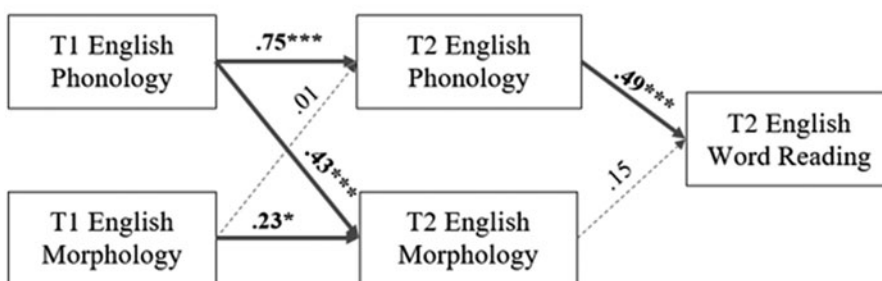 T1 English
Phonology
.75***
T2 English
Phonology
.01
.49***
T2 English
Word Reading
.43***
.15
T1 English
Morphology
.23*
T2 English
Morphology